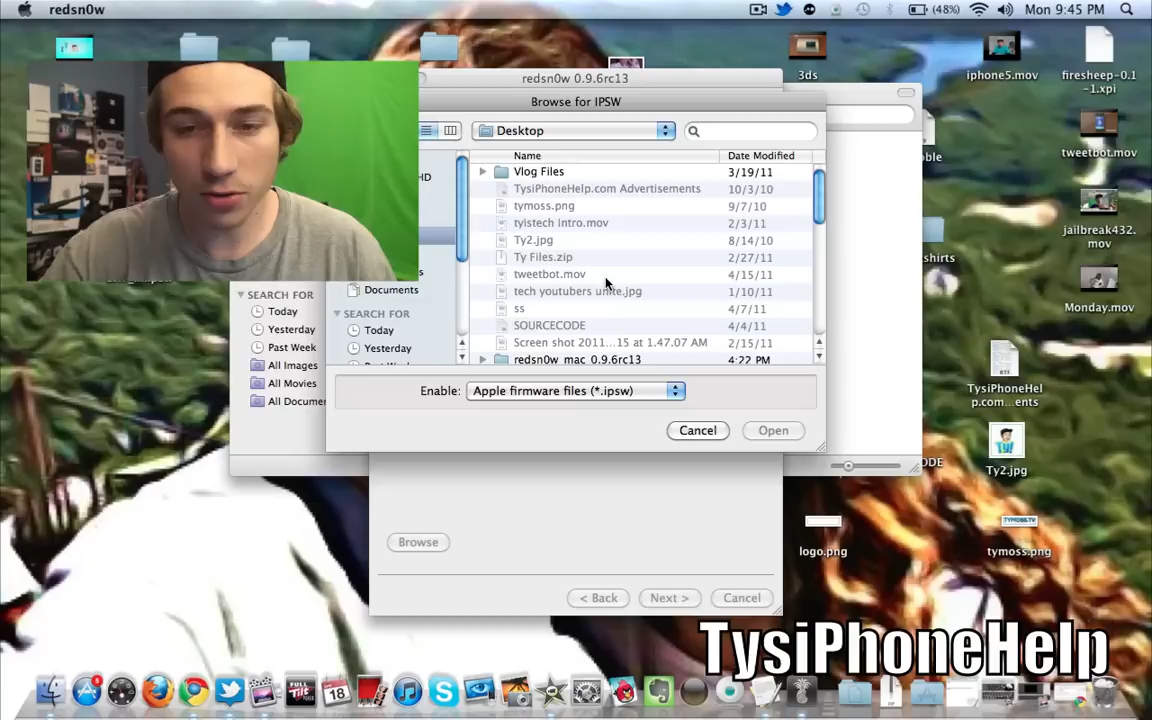 redsn0w
(48%)
Mon 9:45 PM
redsn0w 0.9.6rc13
Browse for IPSW
Desktop
Name
Date Modified
Vlog Files 3/19/11
TysiPhoneHelp.com Advertisements 10/3/10
tymoss.png 9/7/10
tyistech intro.mov 2/3/11
Ty2.jpg 8/14/10
Ty Files.zip 2/27/11
tweetbot.mov 4/15/11
tech youtubers unite.jpg 1/10/11
ss 4/7/11
SOURCECODE 4/4/11
Screen shot 2011...15 at 1.47.07 AM 2/15/11
redsn0w_mac_0.9.6rc13 4:22 PM
HD
Documents
SEARCH FOR
Today
Yesterday
SEARCH FOR
Today
Yesterday
Past Week
All Images
All Movies
All Docume
Enable: Apple firmware files (*.ipsw)
Cancel
Open
Browse
< Back
Next >
Cancel
3ds
iphone5.mov
firesheep-0.1
-1.xpi
tweetbot.mov
jailbreak432.
mov
shirts
Monday.mov
TysiPhoneHel
p.com...ents
Ty2.jpg
logo.png
tymoss.png
TysiPhoneHelp
18